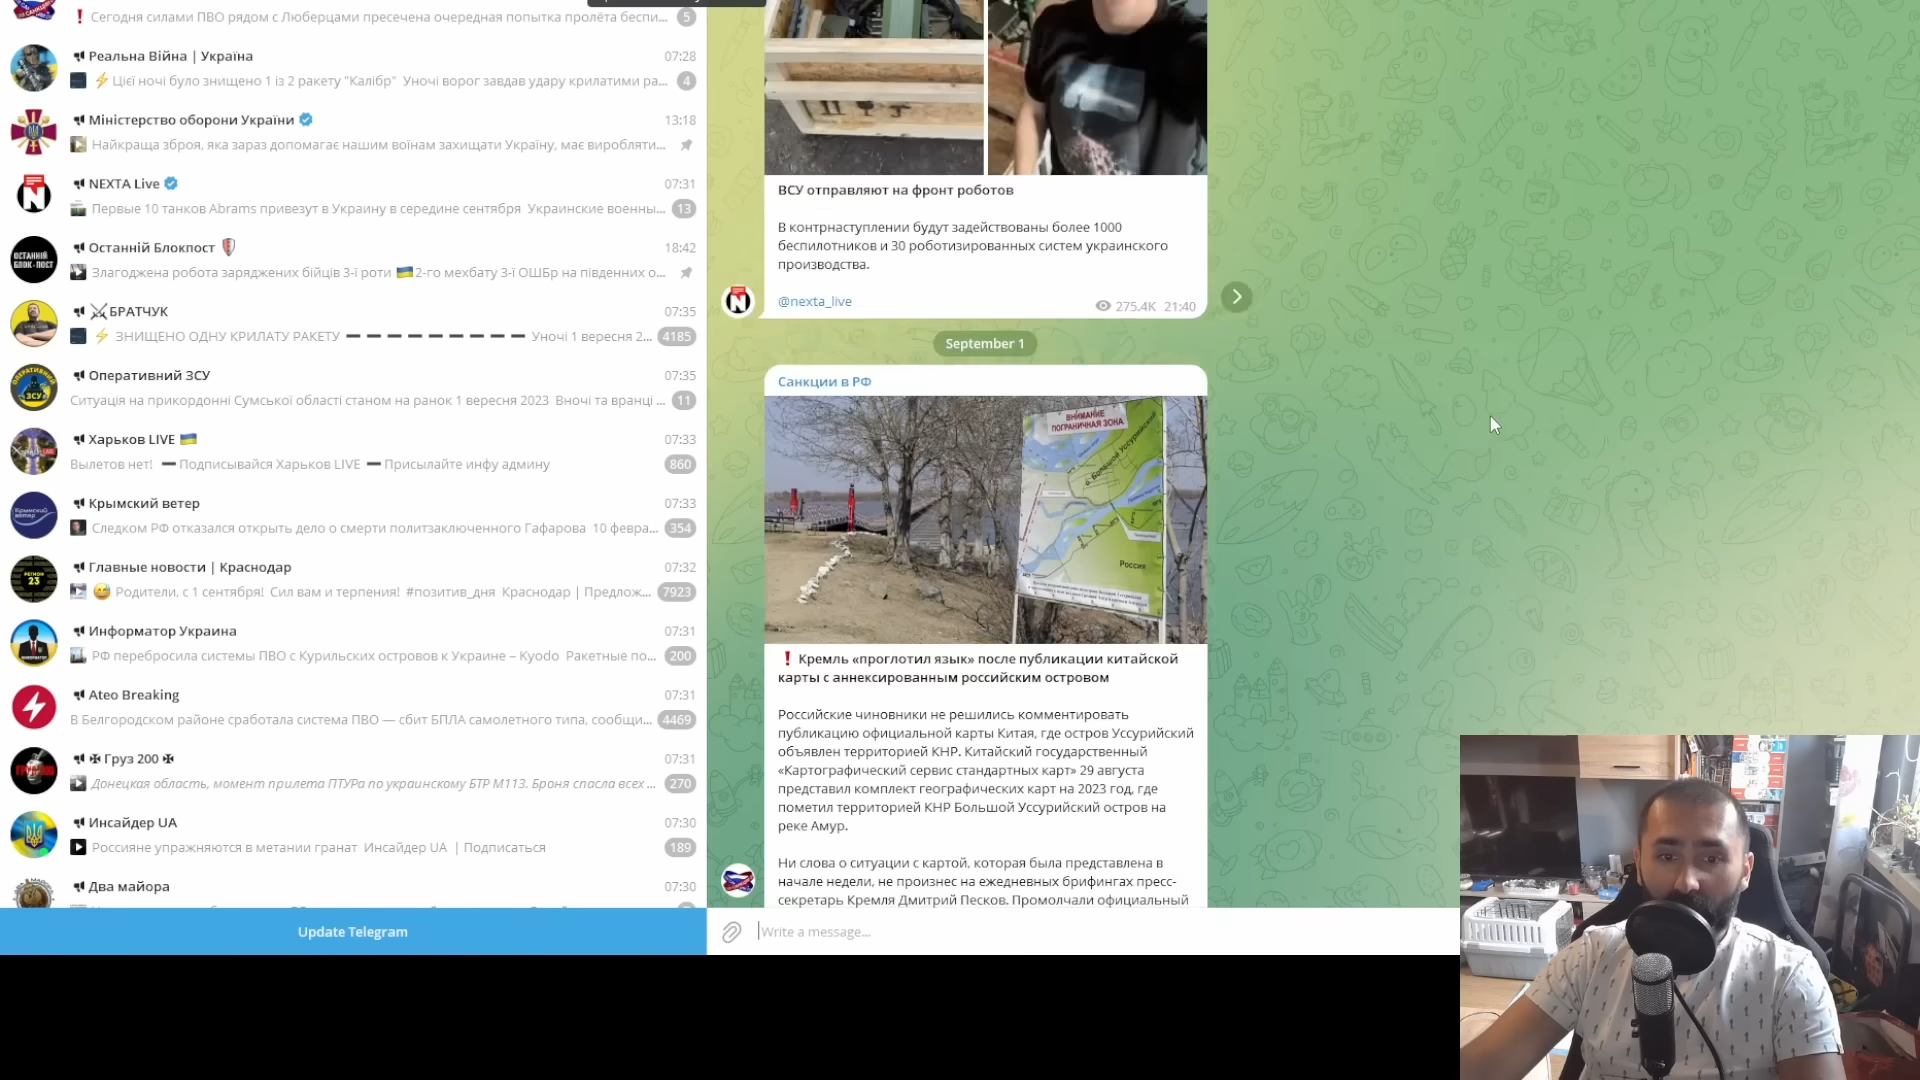 ❗ Сегодня силами ПВО рядом с Люберцами пресечена очередная попытка пролёта беспи... 5
Реальна Війна | Україна 07:28
⚡ Цієї ночі було знищено 1 із 2 ракету "Калібр" Уночі ворог завдав удару крилатими ра... 4
Міністерство оборони України 13:18
Найкраща зброя, яка зараз допомагає нашим воїнам захищати Україну, має виробляти...
NEXTA Live 07:31
Первые 10 танков Abrams привезут в Украину в середине сентября Украинские военны... 13
Останній Блокпост 18:42
ОСТАННІЙ
БЛОК-ПОСТ
Злагоджена робота заряджених бійців 3-ї роти 🇺🇦2-го мехбату 3-ї ОШБр на південних о...
⚔БРАТЧУК 07:35
⚡ ЗНИЩЕНО ОДНУ КРИЛАТУ РАКЕТУ ➖➖➖➖➖➖➖➖➖ Уночі 1 вересня 2... 4185
Оперативний ЗСУ 07:35
ОПЕРАТИВНИЙ
ЗСУ
Ситуація на прикордонні Сумської області станом на ранок 1 вересня 2023 Вночі та вранці ... 11
Харьков LIVE 🇺🇦 07:33
Вылетов нет! ➖Подписывайся Харьков LIVE ➖Присылайте инфу админу 860
Крымский ветер 07:33
Крымский
ветер
Следком РФ отказался открыть дело о смерти политзаключенного Гафарова 10 февра... 354
Главные новости | Краснодар 07:32
РЕГИОН
23
😅 Родители, с 1 сентября! Сил вам и терпения! #позитив_дня Краснодар | Предлож... 7923
Информатор Украина 07:31
РФ перебросила системы ПВО с Курильских островов к Украине – Kyodo Ракетные по... 200
Ateo Breaking 07:31
В Белгородском районе сработала система ПВО — сбит БПЛА самолетного типа, сообщи... 4469
✠ Груз 200 ✠ 07:31
Донецкая область, момент прилета ПТУРа по украинскому БТР М113. Броня спасла всех ... 270
Инсайдер UA 07:30
Россияне упражняются в метании гранат Инсайдер UA | Подписаться 189
Два майора 07:30
Update Telegram
ВСУ отправляют на фронт роботов
В контрнаступлении будут задействованы более 1000
беспилотников и 30 роботизированных систем украинского
производства.
@nexta_live 275.4K 21:40
September 1
Санкции в РФ
ВНИМАНИЕ
ПОГРАНИЧНАЯ ЗОНА
о. Большой Уссурийский
Россия
❗ Кремль «проглотил язык» после публикации китайской
карты с аннексированным российским островом
Российские чиновники не решились комментировать
публикацию официальной карты Китая, где остров Уссурийский
объявлен территорией КНР. Китайский государственный
«Картографический сервис стандартных карт» 29 августа
представил комплект географических карт на 2023 год, где
пометил территорией КНР Большой Уссурийский остров на
реке Амур.
Ни слова о ситуации с картой, которая была представлена в
начале недели, не произнес на ежедневных брифингах пресс-
секретарь Кремля Дмитрий Песков. Промолчали официальный
Write a message...